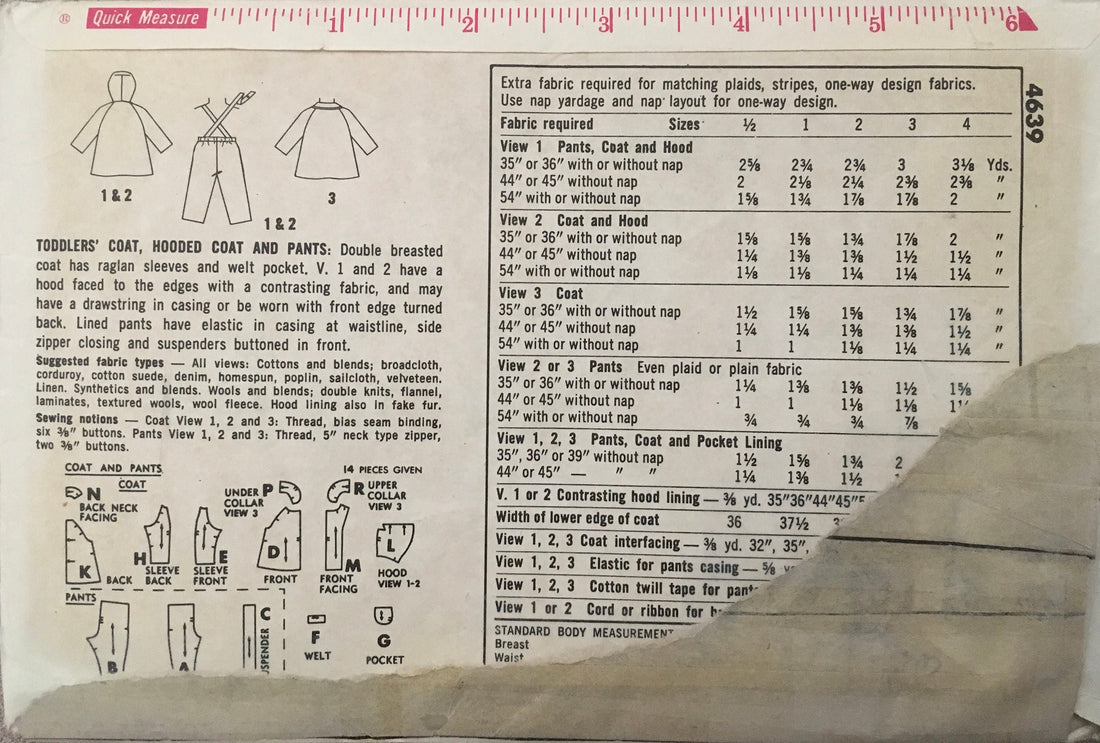 ® Quick Measure 1 2 3 4 5 6
1 & 2
1 & 2
3
TODDLERS' COAT, HOODED COAT AND PANTS: Double breasted
coat has raglan sleeves and welt pocket. V. 1 and 2 have a
hood faced to the edges with a contrasting fabric, and may
have a drawstring in casing or be worn with front edge turned
back. Lined pants have elastic in casing at waistline, side
zipper closing and suspenders buttoned in front.
Suggested fabric types — All views: Cottons and blends; broadcloth,
corduroy, cotton suede, denim, homespun, poplin, sailcloth, velveteen.
Linen. Synthetics and blends. Wools and blends; double knits, flannel,
laminates, textured wools, wool fleece. Hood lining also in fake fur.
Sewing notions — Coat View 1, 2 and 3: Thread, bias seam binding,
six ⅜" buttons. Pants View 1, 2 and 3: Thread, 5" neck type zipper,
two ⅜" buttons.
COAT AND PANTS
14 PIECES GIVEN
COAT
N
BACK NECK
FACING
UNDER
COLLAR
VIEW 3
P
R
UPPER
COLLAR
VIEW 3
K
BACK
H
SLEEVE
BACK
E
SLEEVE
FRONT
D
FRONT
M
FRONT
FACING
L
HOOD
VIEW 1-2
PANTS
B
A
C
F
WELT
G
POCKET
4639
Extra fabric required for matching plaids, stripes, one-way design fabrics.
Use nap yardage and nap layout for one-way design.
Fabric required Sizes ½ 1 2 3 4
View 1 Pants, Coat and Hood
35" or 36" with or without nap 2⅝ 2¾ 2¾ 3 3⅛ Yds.
44" or 45" without nap 2 2⅛ 2¼ 2⅜ 2⅜ "
54" with or without nap 1⅝ 1¾ 1⅞ 1⅞ 2 "
View 2 Coat and Hood
35" or 36" with or without nap 1⅝ 1⅝ 1¾ 1⅞ 2 "
44" or 45" without nap 1¼ 1⅜ 1⅜ 1½ 1½ "
54" with or without nap 1⅛ 1⅛ 1¼ 1¼ 1¼ "
View 3 Coat
35" or 36" with or without nap 1½ 1⅝ 1⅝ 1¾ 1⅞ "
44" or 45" without nap 1¼ 1¼ 1⅜ 1⅜ 1½ "
54" with or without nap 1 1 1⅛ 1¼ 1¼ "
View 2 or 3 Pants Even plaid or plain fabric
35" or 36" with or without nap 1¼ 1⅜ 1⅜ 1½ 1⅝
44" or 45" without nap 1 1 1⅛ 1⅛
54" with or without nap ¾ ¾ ¾ ⅞
View 1, 2, 3 Pants, Coat and Pocket Lining
35", 36" or 39" without nap 1½ 1⅝ 1¾ 2
44" or 45" — " " 1¼ 1⅜ 1½
V. 1 or 2 Contrasting hood lining — ⅜ yd. 35"36"44"45"
Width of lower edge of coat 36 37½
View 1, 2, 3 Coat interfacing — ⅜ yd. 32", 35",
View 1, 2, 3 Elastic for pants casing — ⅝
View 1, 2, 3 Cotton twill tape for
View 1 or 2 Cord or ribbon for
STANDARD BODY
Breast
Waist